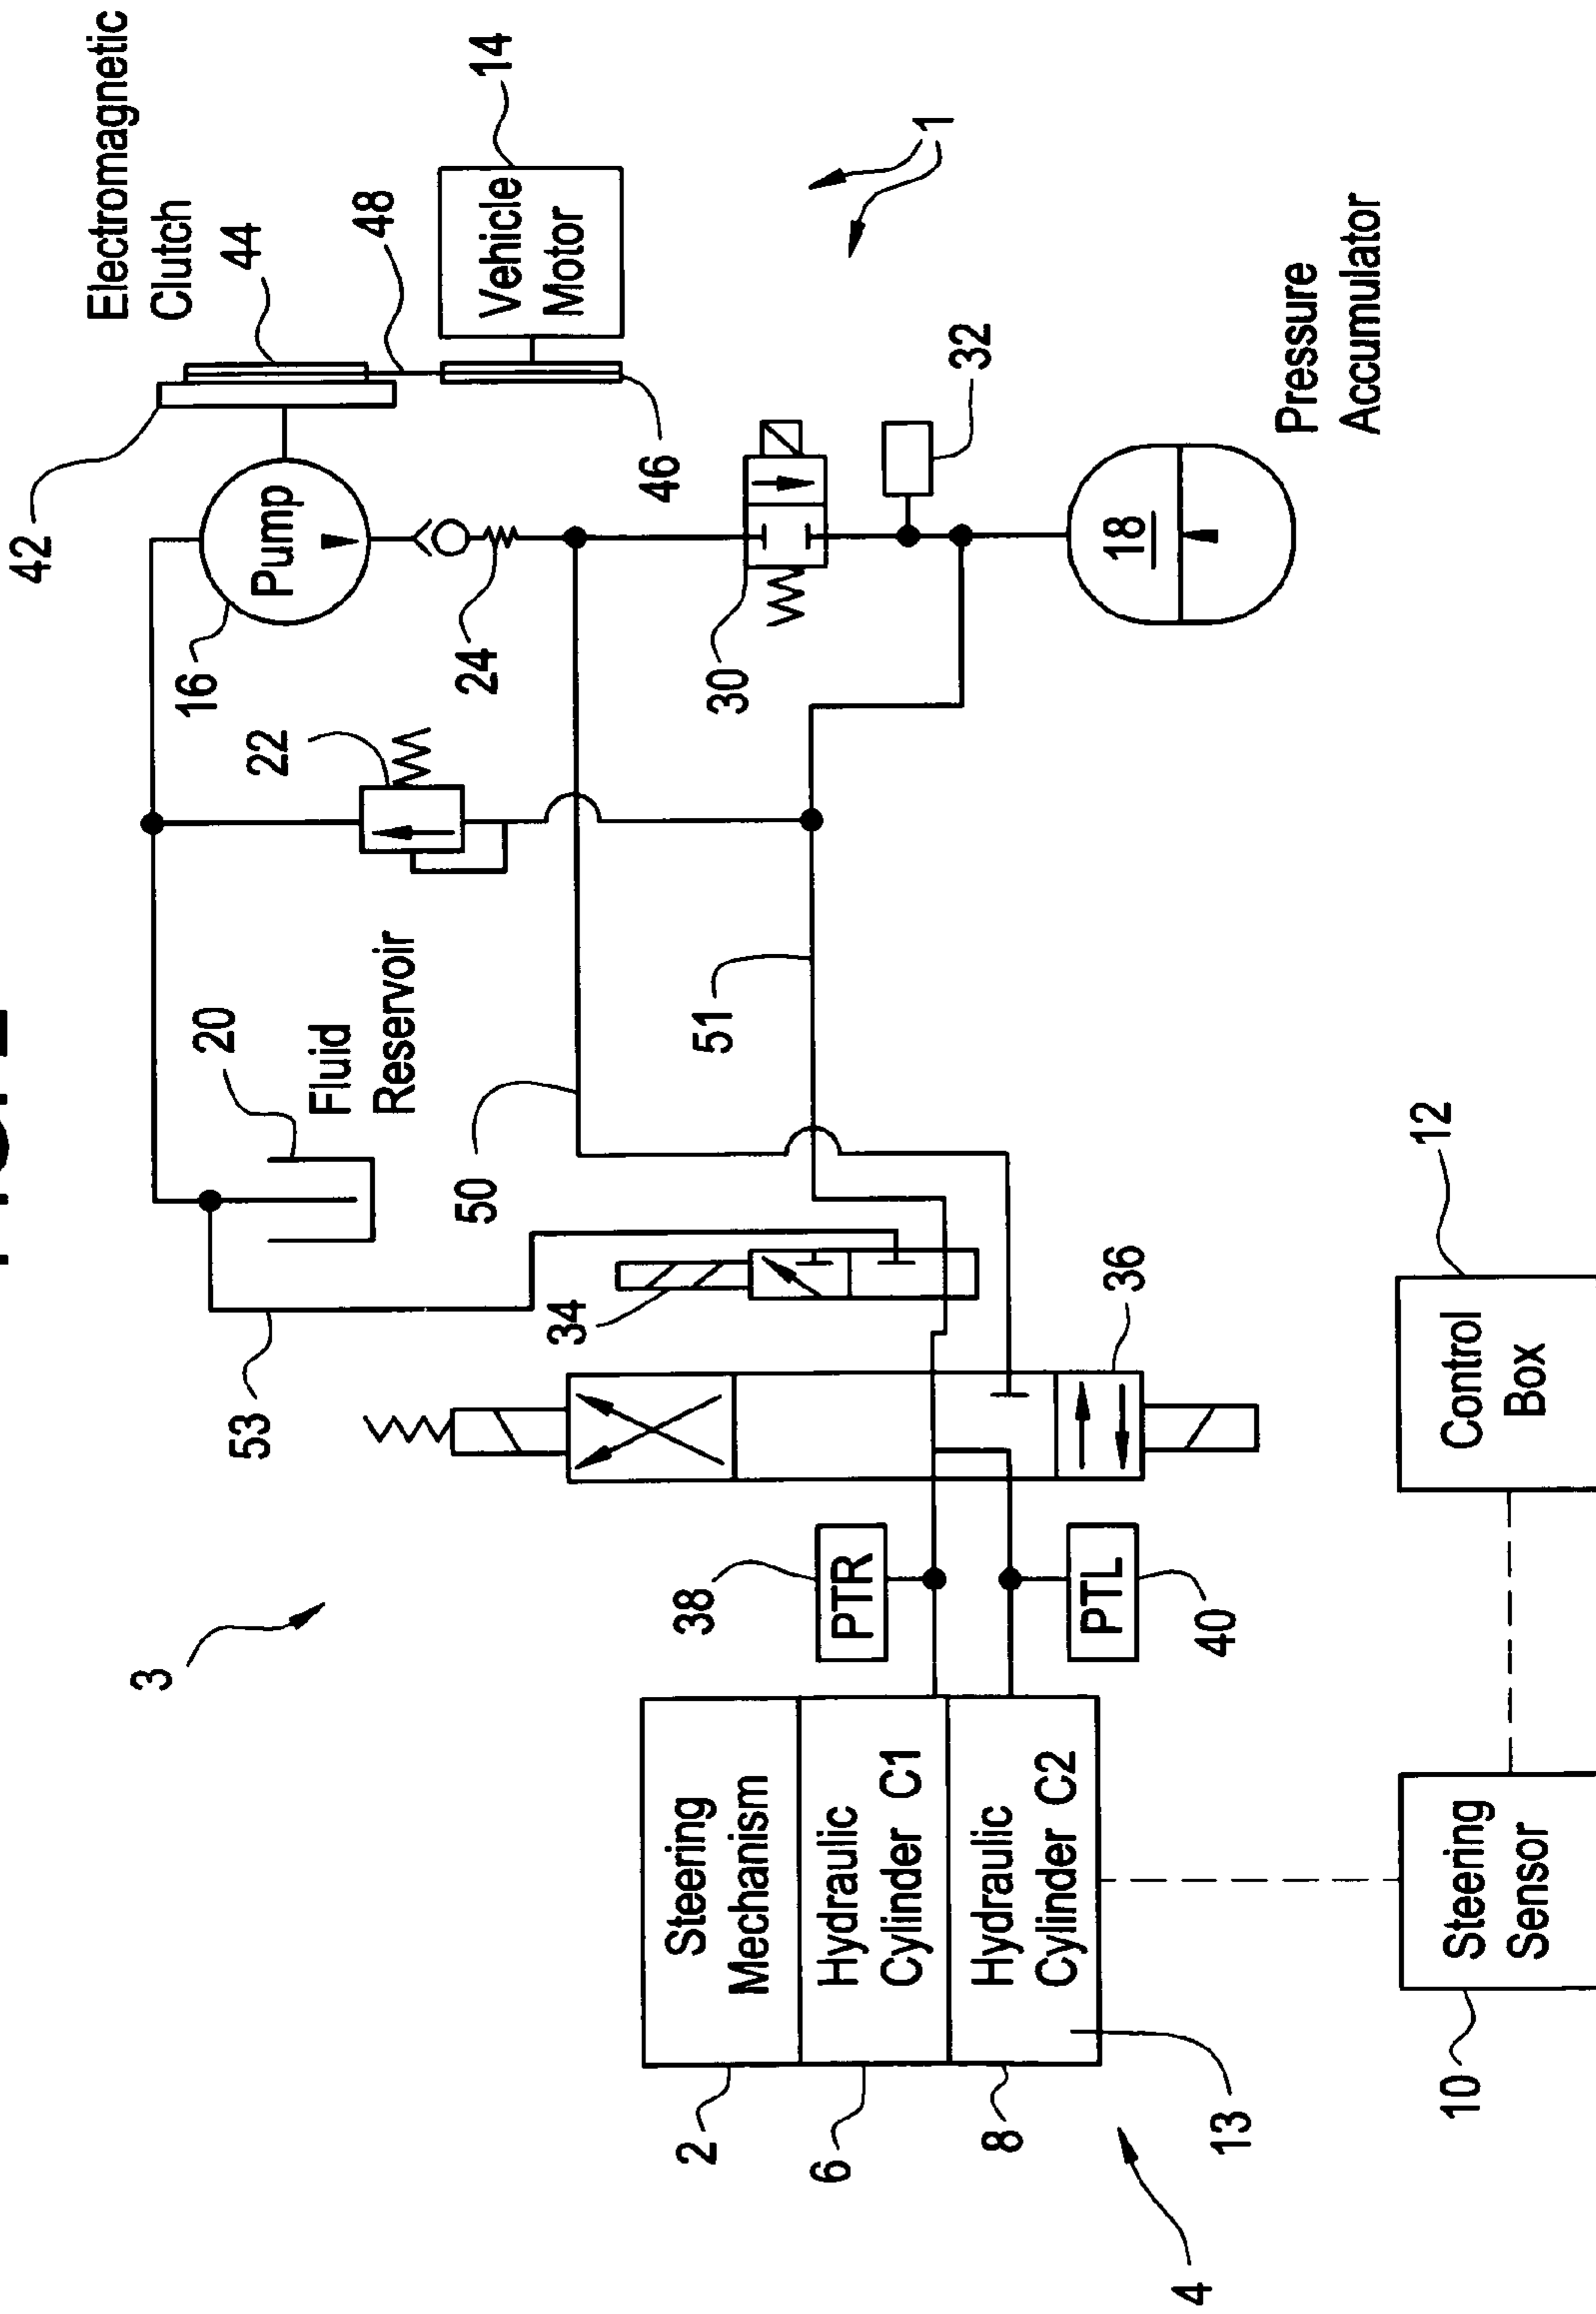 Electromagnetic
Clutch
42
44
48
14
Vehicle
Motor
46
16
Pump
24
22
20
Fluid
Reservoir
30
32
1
18
Pressure
Accumulator
50
51
53
34
36
3
38
PTR
PTL
40
Steering
Mechanism
Hydraulic
Cylinder C1
Hydraulic
Cylinder C2
2
6
8
13
4
12
Control
Box
Steering
Sensor
10